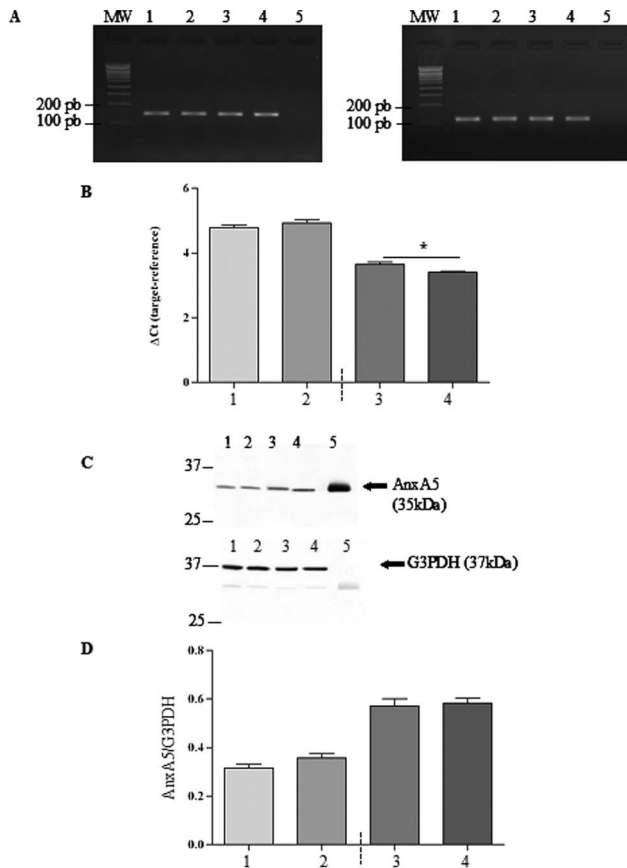 A
MW 1 2 3 4 5
200 pb
100 pb
MW 1 2 3 4 5
200 pb
100 pb
B
6
4
2
0
ΔCt (target-reference)
*
1 2 3 4
C
1 2 3 4 5
37
25
AnxA5
(35kDa)
1 2 3 4 5
37
25
G3PDH (37kDa)
D
0.8
0.6
0.4
0.2
0.0
AnxA5/G3PDH
1 2 3 4